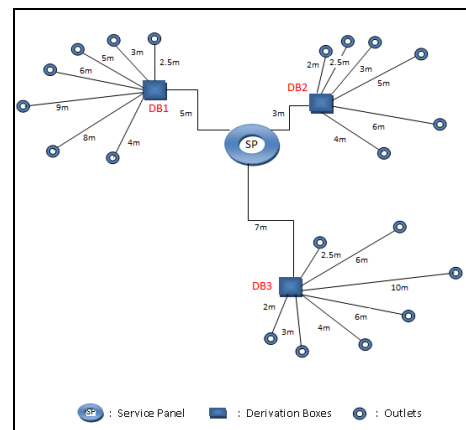 3m
2.5m
5m
6m
9m
8m
4m
DB1
5m
2m
2.5m
3m
5m
DB2
3m
6m
4m
SP
7m
2.5m
6m
DB3
10m
2m
3m
4m
6m
SP : Service Panel : Derivation Boxes : Outlets